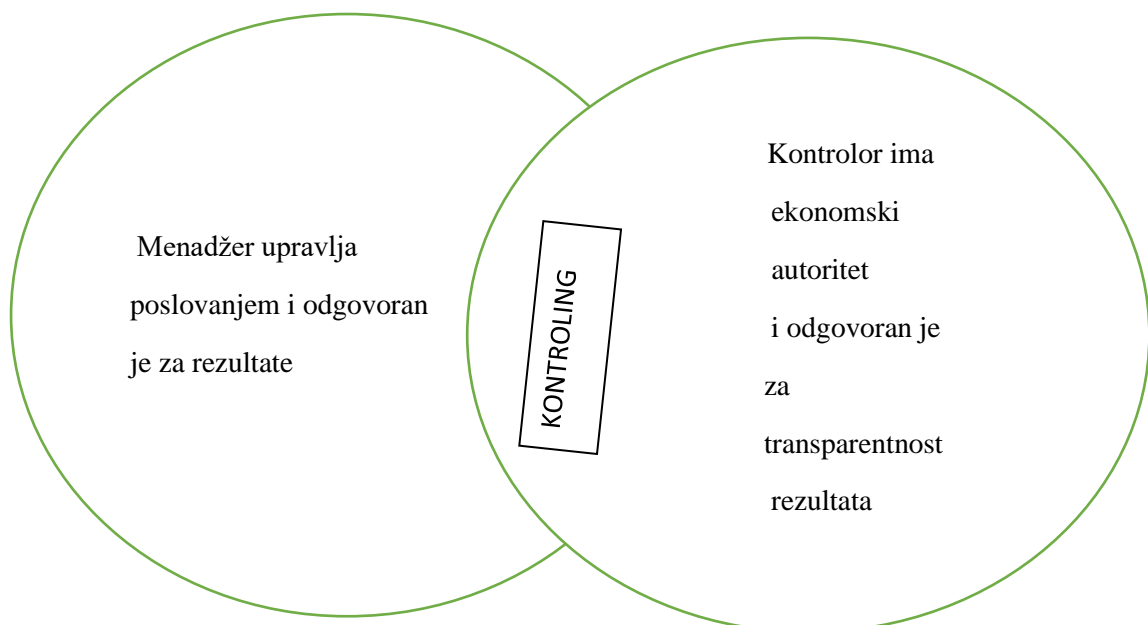 Menadžer upravlja
poslovanjem i odgovoran
je za rezultate
KONTROLING
Kontrolor ima
ekonomski
autoritet
i odgovoran je
za
transparentnost
rezultata